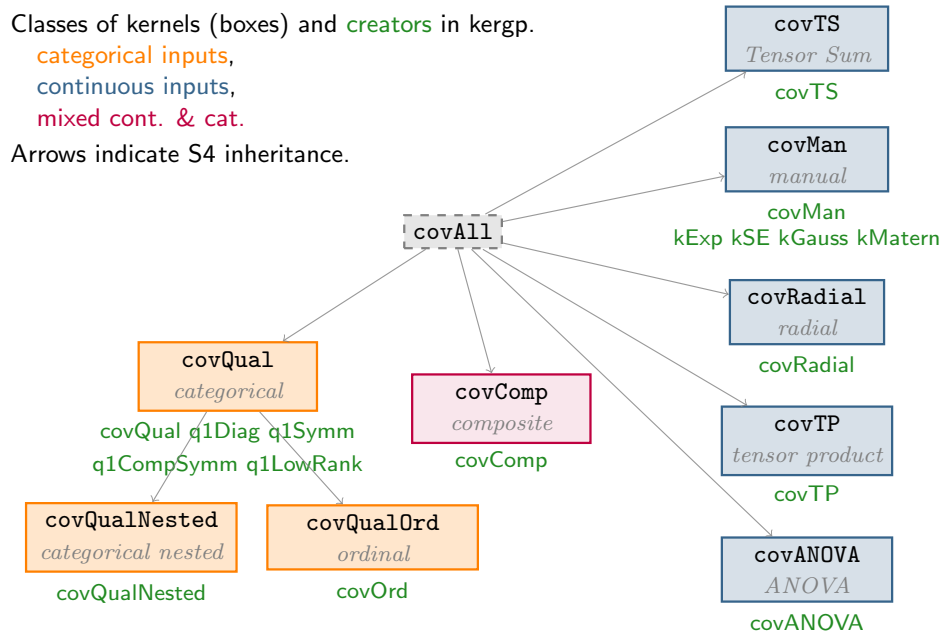 Classes of kernels (boxes) and creators in kergp.
categorical inputs,
continuous inputs,
mixed cont. & cat.
Arrows indicate S4 inheritance.
covTS
Tensor Sum
covTS
covMan
manual
covMan
kExp kSE kGauss kMatern
covAll
covRadial
radial
covRadial
covQual
categorical
covQual q1Diag q1Symm
q1CompSymm q1LowRank
covComp
composite
covComp
covTP
tensor product
covTP
covQualNested
categorical nested
covQualNested
covQualOrd
ordinal
covOrd
covANOVA
ANOVA
covANOVA